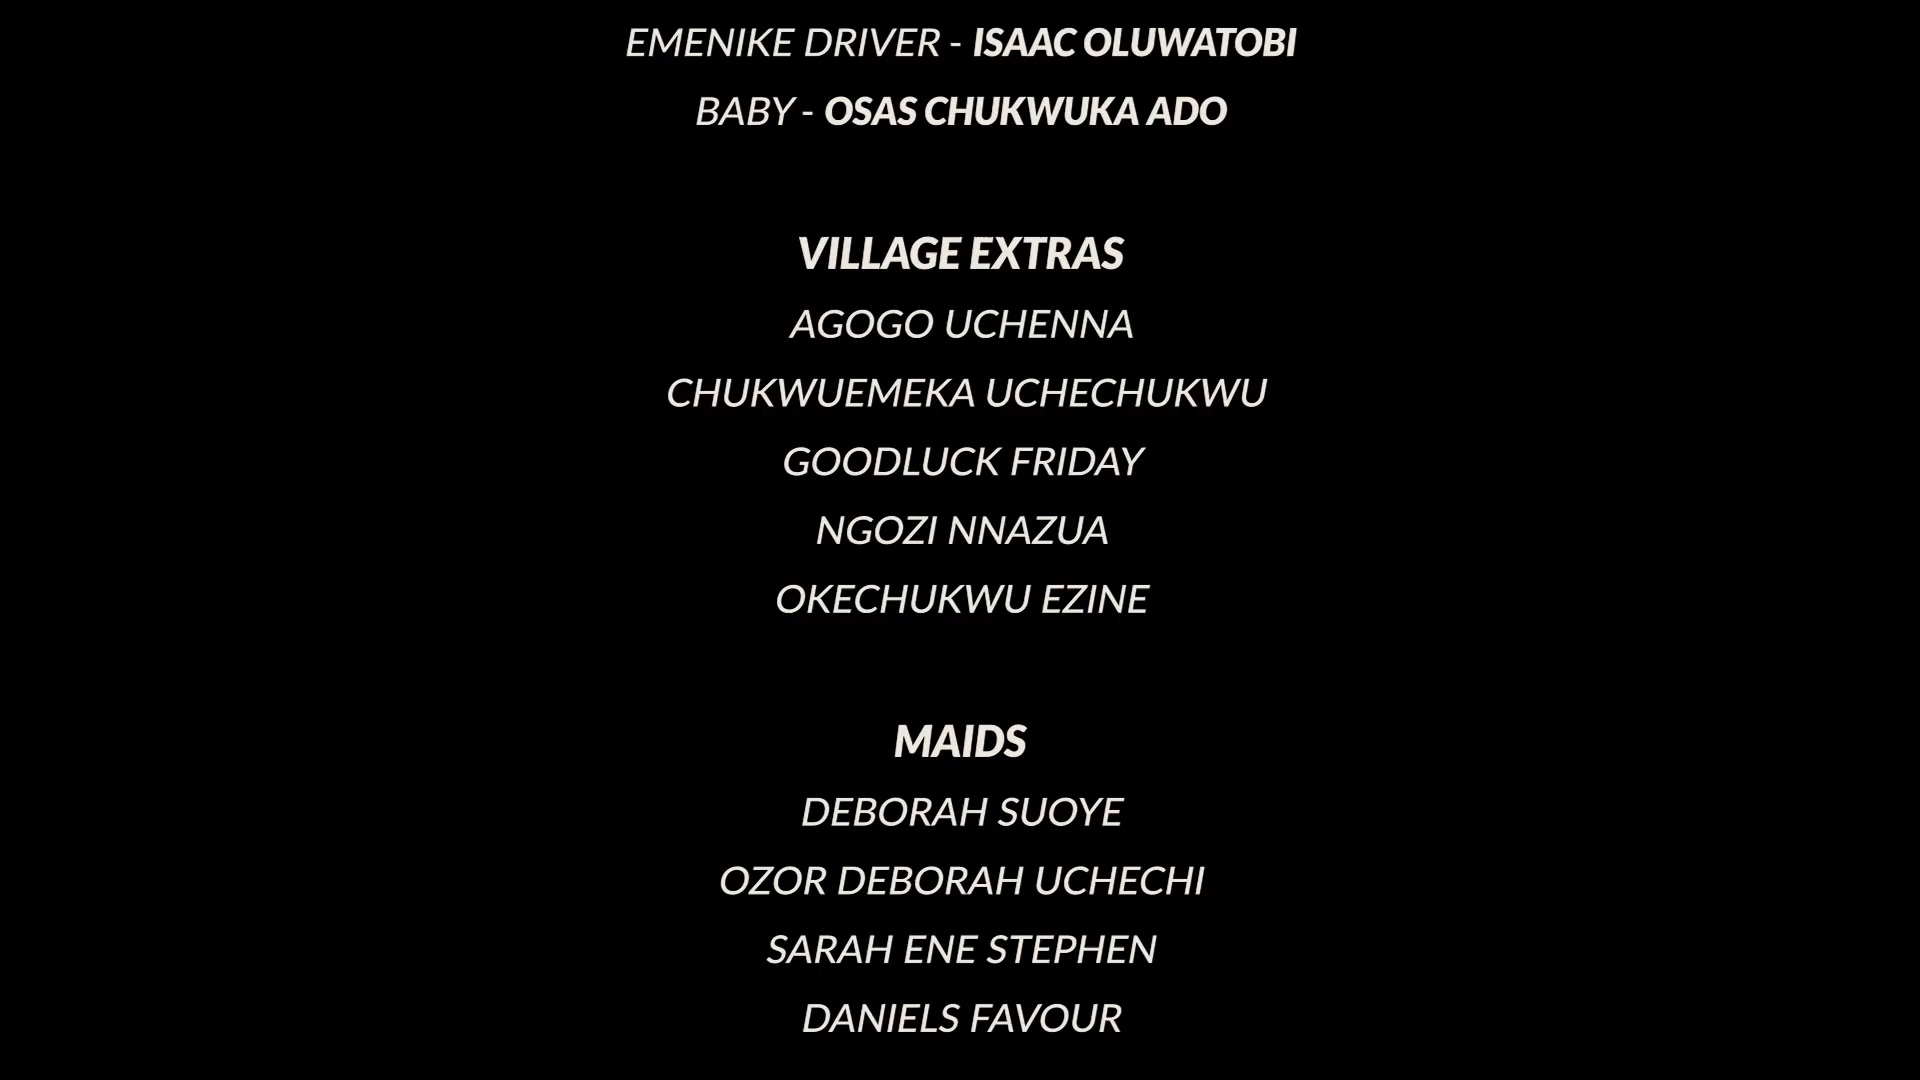 EMENIKE DRIVER - ISAAC OLUWATOBI
BABY - OSAS CHUKWUKA ADO
VILLAGE EXTRAS
AGOGO UCHENNA
CHUKWUEMEKA UCHECHUKWU
GOODLUCK FRIDAY
NGOZI NNAZUA
OKECHUKWU EZINE
MAIDS
DEBORAH SUOYE
OZOR DEBORAH UCHECHI
SARAH ENE STEPHEN
DANIELS FAVOUR